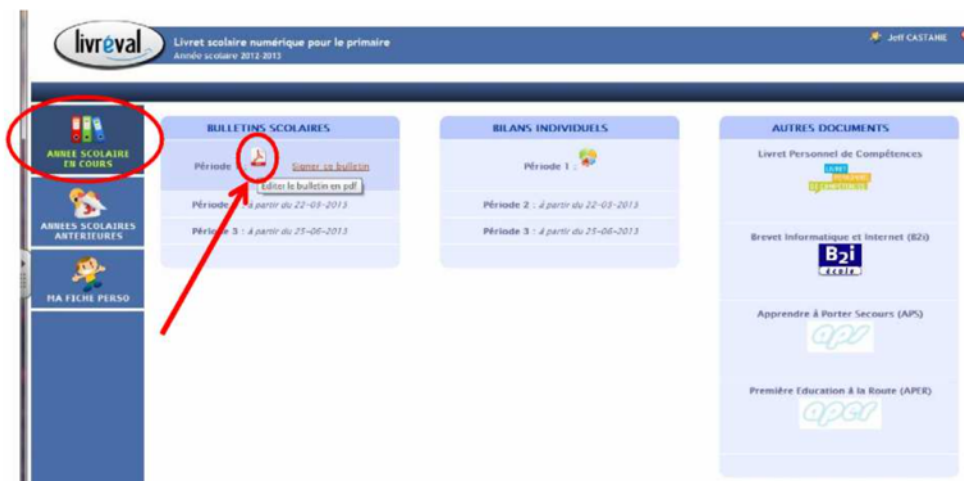 livréval
Livret scolaire numérique pour le primaire
Année scolaire 2012-2013
Jeff CASTANIE
ANNEE SCOLAIRE
EN COURS
ANNEES SCOLAIRES
ANTERIEURES
MA FICHE PERSO
BULLETINS SCOLAIRES
Période
Signer ce bulletin
Editer le bulletin en pdf
Période : à partir du 22-03-2013
Période 3 : à partir du 25-06-2013
BILANS INDIVIDUELS
Période 1 :
Période 2 : à partir du 22-03-2013
Période 3 : à partir du 25-06-2013
AUTRES DOCUMENTS
Livret Personnel de Compétences
LIVRET
PERSONNEL
DE COMPETENCES
Brevet Informatique et Internet (B2i)
B2i
école
Apprendre à Porter Secours (APS)
aps
Première Education à la Route (APER)
aper